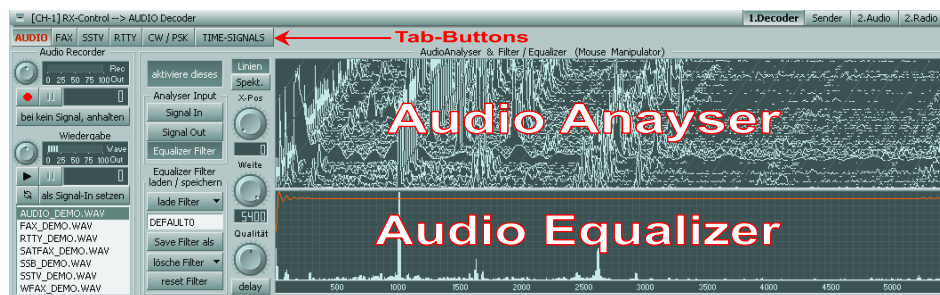 [CH-1] RX-Control --> AUDIO Decoder
1.Decoder Sender 2.Audio 2.Radio
AUDIO FAX SSTV RTTY CW / PSK TIME-SIGNALS
Tab-Buttons
Audio Recorder
AudioAnalyser & Filter / Equalizer (Mouse Manipulator)
Rec
0 25 50 75 100 Out
bei kein Signal, anhalten
Wiedergabe
Wave
0 25 50 75 100 Out
als Signal-In setzen
AUDIO_DEMO.WAV
FAX_DEMO.WAV
RTTY_DEMO.WAV
SATFAX_DEMO.WAV
SSB_DEMO.WAV
SSTV_DEMO.WAV
WFAX_DEMO.WAV
aktiviere dieses
Analyser Input
Signal In
Signal Out
Equalizer Filter
Equalizer Filter
laden / speichern
lade Filter
DEFAULT0
Save Filter als
lösche Filter
reset Filter
Linien
Spekt.
X-Pos
0
Weite
5400
Qualität
delay
Audio Anayser
Audio Equalizer
500 1000 1500 2000 2500 3000 3500 4000 4500 5000